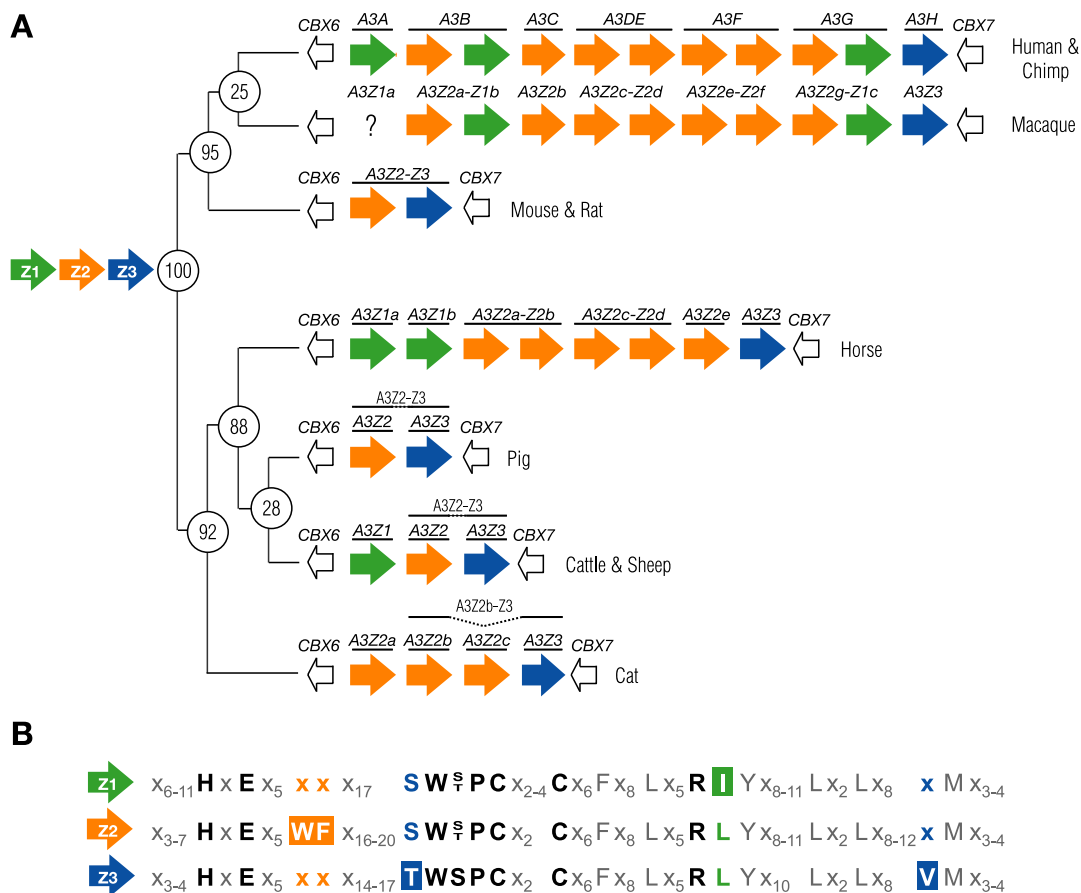 A
CBX6 A3A A3B A3C A3DE A3F A3G A3H CBX7
Human & Chimp
25
A3Z1a A3Z2a-Z1b A3Z2b A3Z2c-Z2d A3Z2e-Z2f A3Z2g-Z1c A3Z3
?
Macaque
95
CBX6 A3Z2-Z3 CBX7
Mouse & Rat
Z1 Z2 Z3 100
CBX6 A3Z1a A3Z1b A3Z2a-Z2b A3Z2c-Z2d A3Z2e A3Z3 CBX7
Horse
88
A3Z2-Z3
CBX6 A3Z2 A3Z3 CBX7
Pig
28
92
A3Z2-Z3
CBX6 A3Z1 A3Z2 A3Z3 CBX7
Cattle & Sheep
A3Z2b-Z3
CBX6 A3Z2a A3Z2b A3Z2c A3Z3 CBX7
Cat
B
Z1 x6-11 H x E x5 x x x17 S W S/T P C x2-4 C x6 F x8 L x5 R I Y x8-11 L x2 L x8 x M x3-4
Z2 x3-7 H x E x5 WF x16-20 S W S/T P C x2 C x6 F x8 L x5 R L Y x8-11 L x2 L x8-12 x M x3-4
Z3 x3-4 H x E x5 x x x14-17 T W S P C x2 C x6 F x8 L x5 R L Y x10 L x2 L x8 V M x3-4